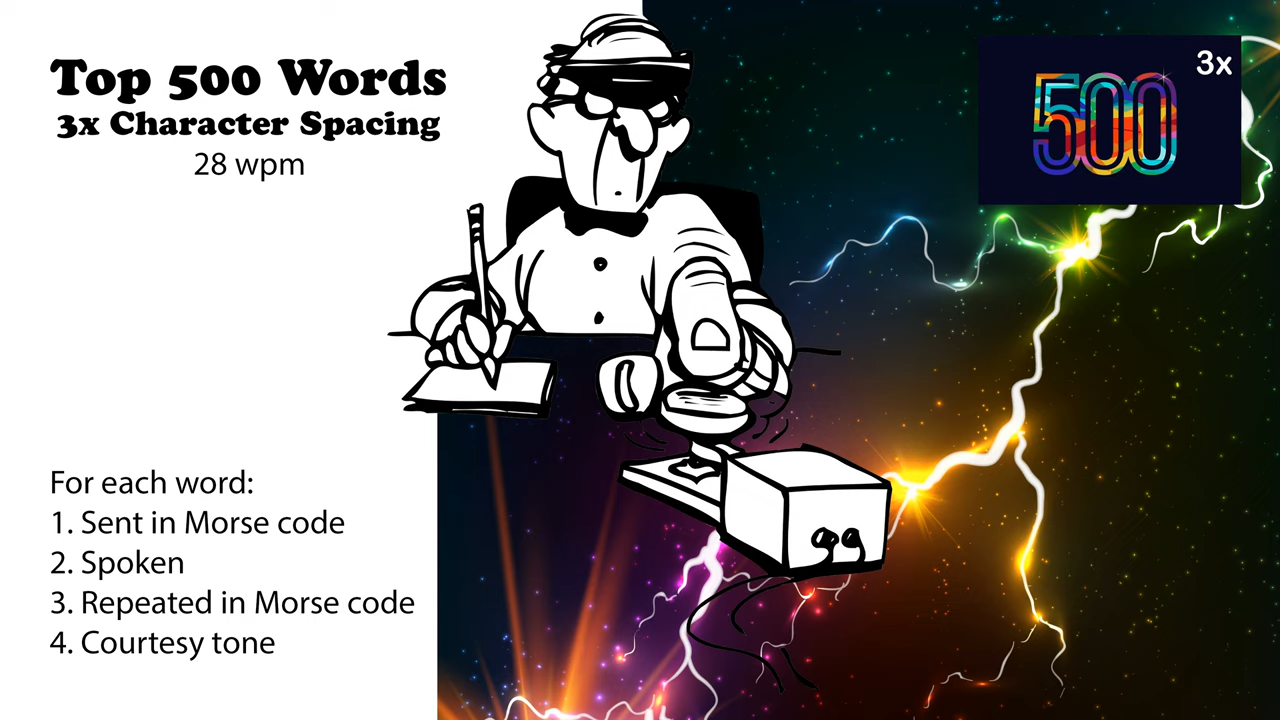 Top 500 Words
3x Character Spacing
28 wpm
3x
500
For each word:
1. Sent in Morse code
2. Spoken
3. Repeated in Morse code
4. Courtesy tone